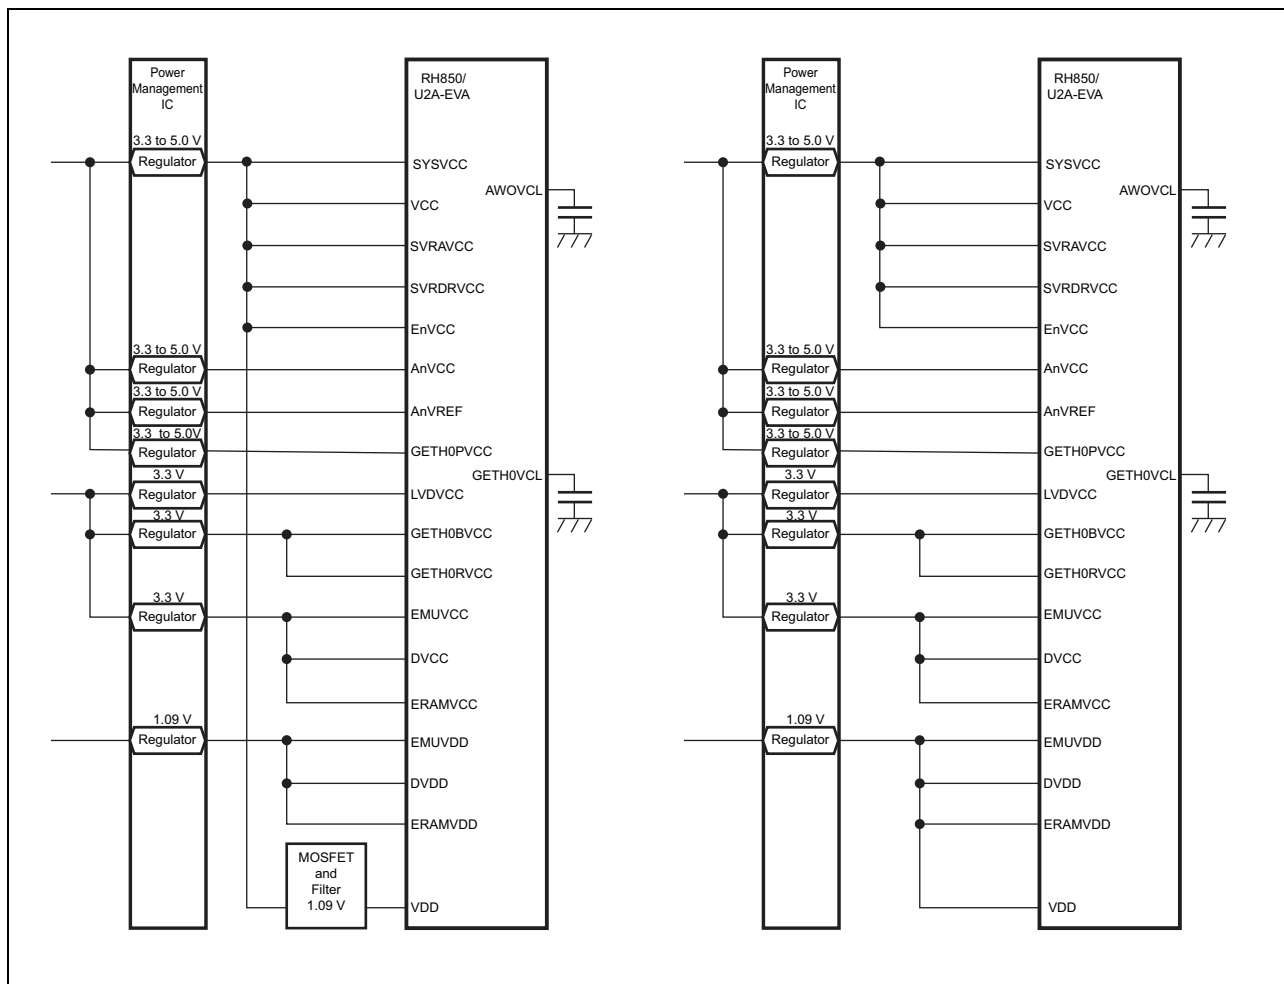 Power
Management
IC
3.3 to 5.0 V
Regulator
3.3 to 5.0 V
Regulator
3.3 to 5.0 V
Regulator
3.3  to 5.0V
Regulator
3.3 V
Regulator
3.3 V
Regulator
3.3 V
Regulator
1.09 V
Regulator
MOSFET
and
Filter
1.09 V
RH850/
U2A-EVA
SYSVCC
AWOVCL
VCC
SVRAVCC
SVRDRVCC
EnVCC
AnVCC
AnVREF
GETH0PVCC
GETH0VCL
LVDVCC
GETH0BVCC
GETH0RVCC
EMUVCC
DVCC
ERAMVCC
EMUVDD
DVDD
ERAMVDD
VDD
Power
Management
IC
3.3 to 5.0 V
Regulator
3.3 to 5.0 V
Regulator
3.3 to 5.0 V
Regulator
3.3 to 5.0 V
Regulator
3.3 V
Regulator
3.3 V
Regulator
3.3 V
Regulator
1.09 V
Regulator
RH850/
U2A-EVA
SYSVCC
AWOVCL
VCC
SVRAVCC
SVRDRVCC
EnVCC
AnVCC
AnVREF
GETH0PVCC
GETH0VCL
LVDVCC
GETH0BVCC
GETH0RVCC
EMUVCC
DVCC
ERAMVCC
EMUVDD
DVDD
ERAMVDD
VDD